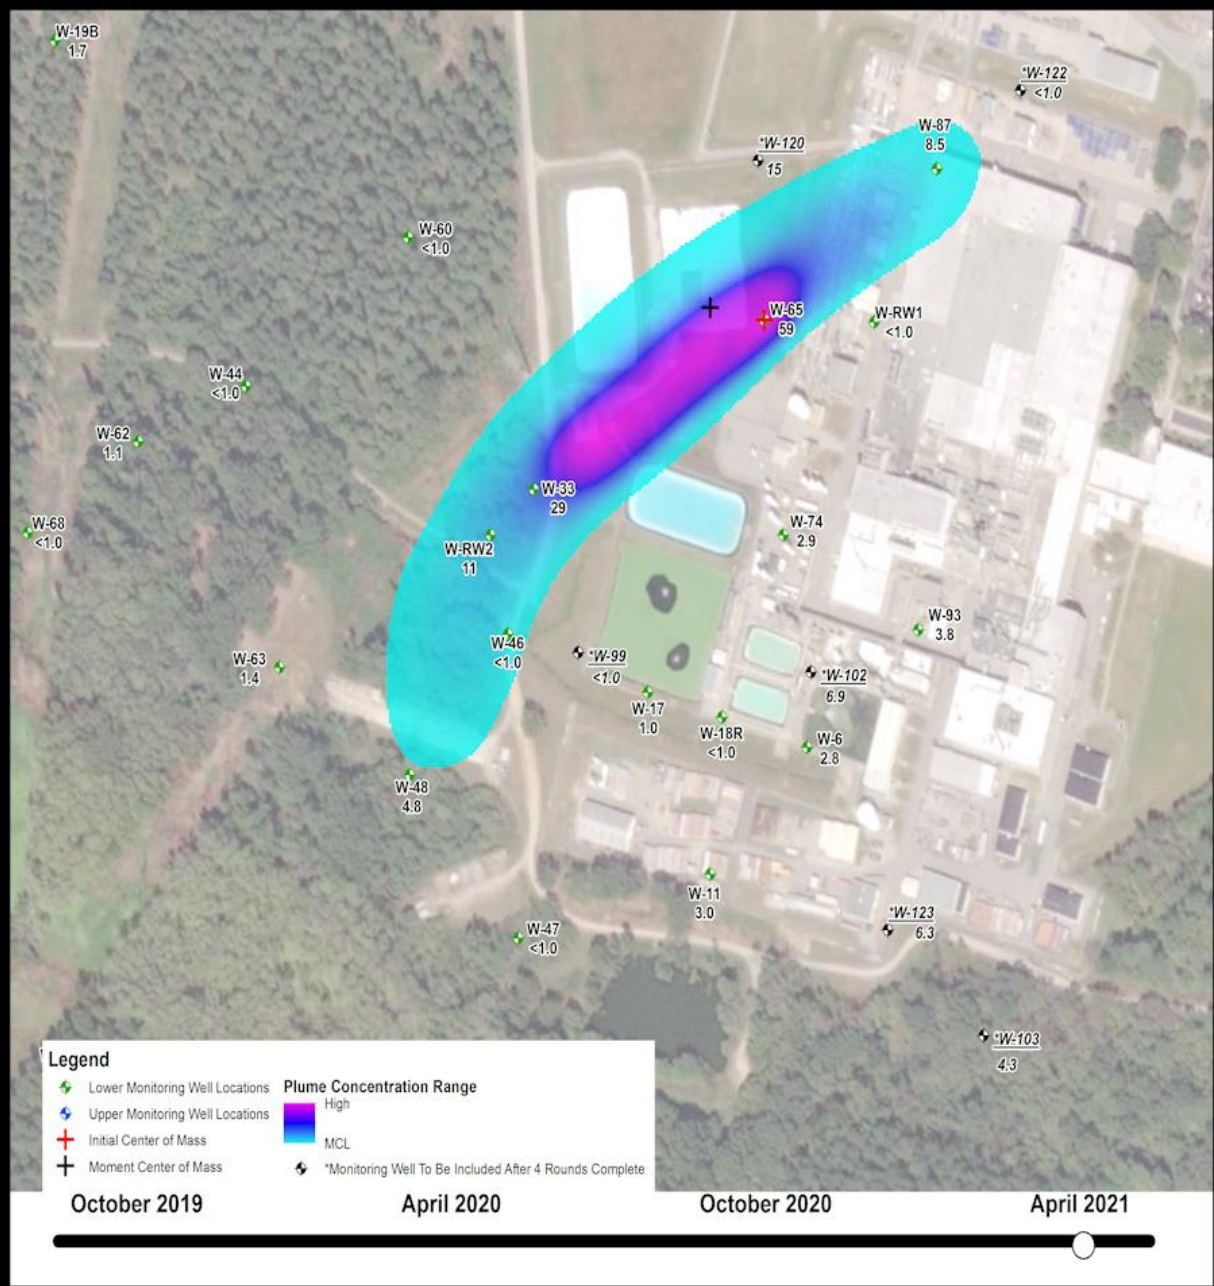 W-19B
1.7
*W-122
<1.0
W-87
8.5
*W-120
15
W-60
<1.0
W-65
59
W-RW1
<1.0
W-44
<1.0
W-62
1.1
W-33
29
W-68
<1.0
W-RW2
11
W-74
2.9
W-93
3.8
W-46
<1.0
W-63
1.4
*W-99
<1.0
*W-102
6.9
W-17
1.0
W-18R
<1.0
W-6
2.8
W-48
4.8
W-11
3.0
*W-123
6.3
W-47
<1.0
*W-103
4.3
Legend
Lower Monitoring Well Locations
Upper Monitoring Well Locations
Initial Center of Mass
Moment Center of Mass
Plume Concentration Range
High
MCL
*Monitoring Well To Be Included After 4 Rounds Complete
October 2019 April 2020 October 2020 April 2021